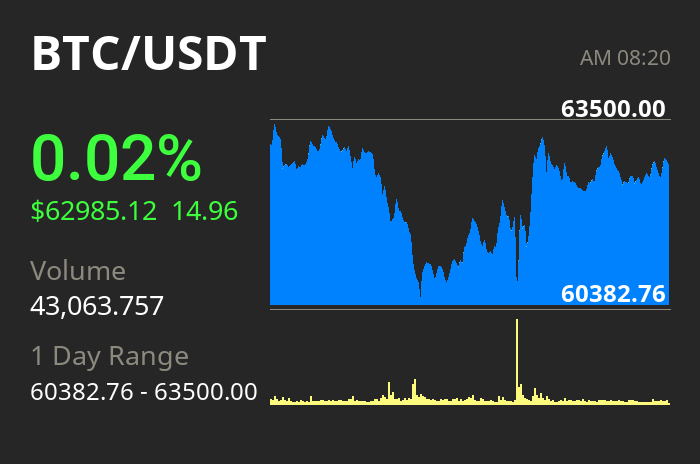 BTC/USDT
AM 08:20
63500.00
0.02%
$62985.12 14.96
Volume
43,063.757
60382.76
1 Day Range
60382.76 - 63500.00